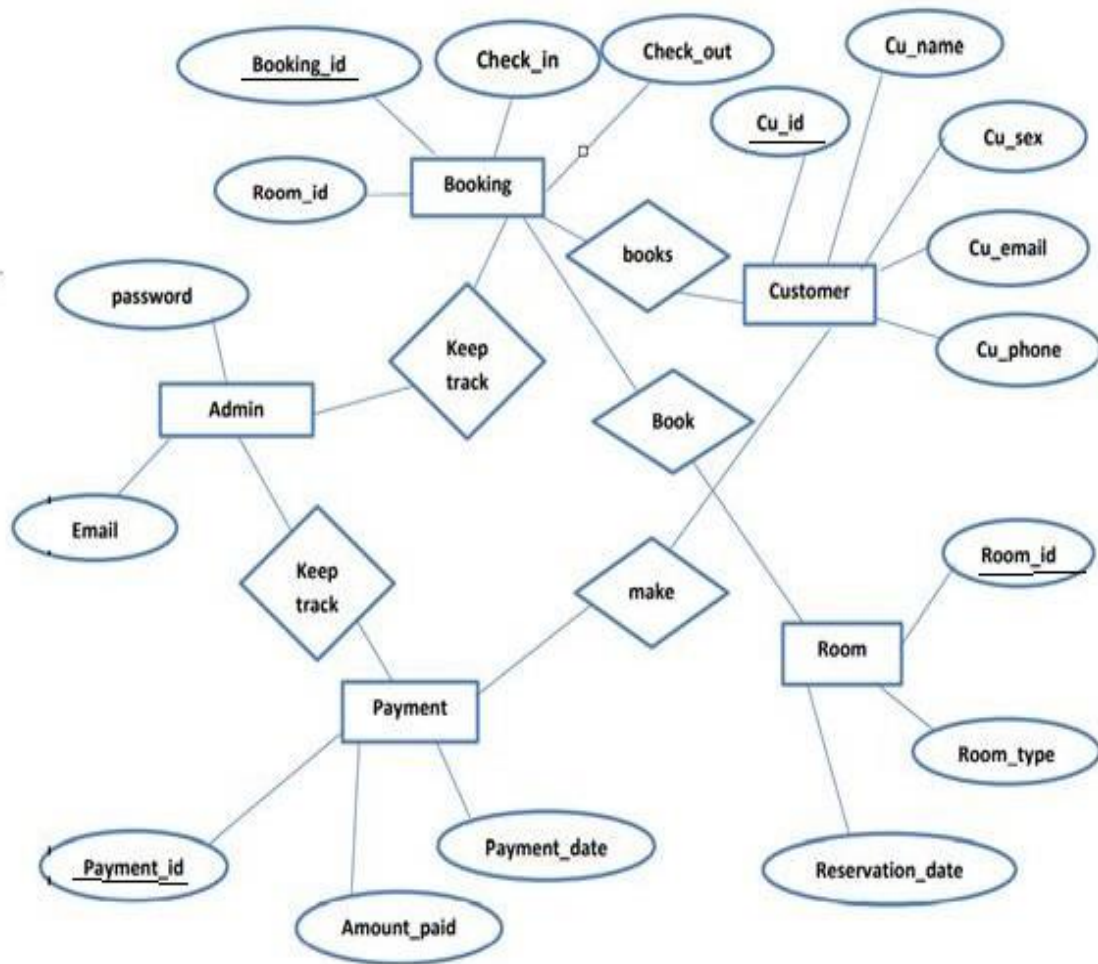 Cu_name
Booking_id
Check_in
Check_out
Cu_id
Cu_sex
Room_id
Booking
books
Cu_email
Customer
password
Keep
track
Cu_phone
Admin
Book
Email
Keep
track
make
Room_id
Room
Payment
Room_type
Payment_id
Payment_date
Reservation_date
Amount_paid